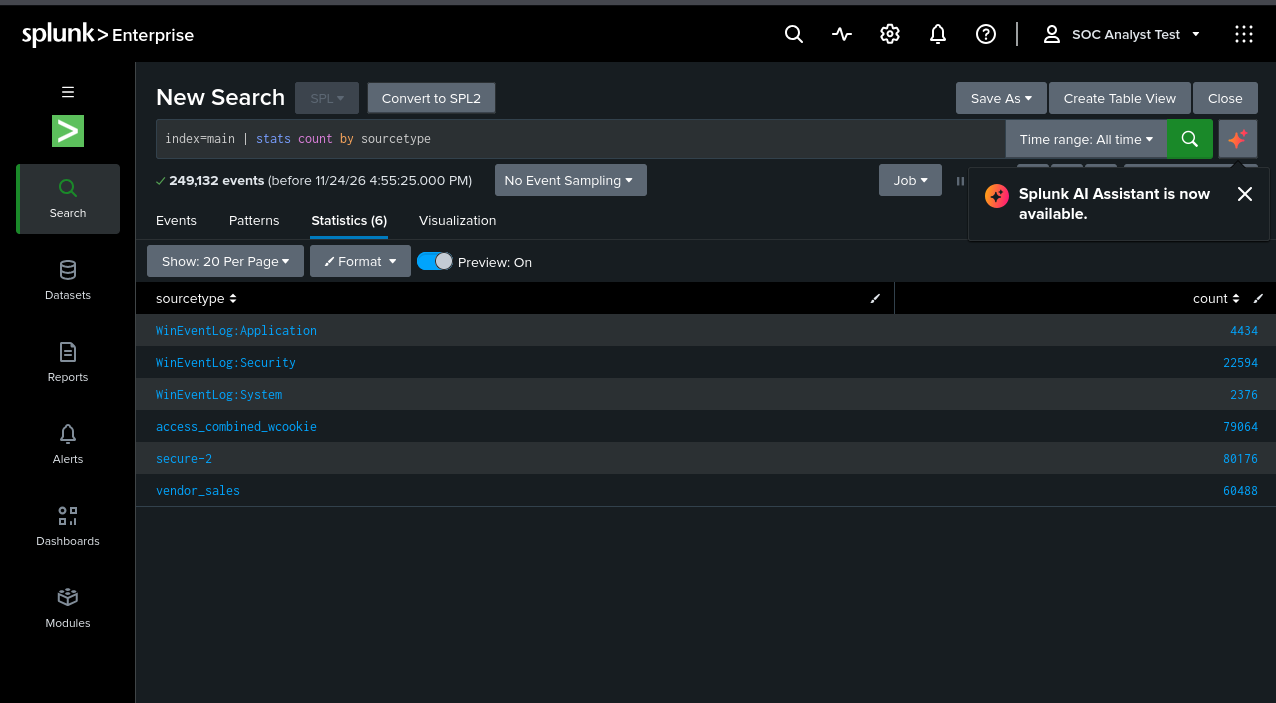 splunk> Enterprise
SOC Analyst Test
New Search
SPL
Convert to SPL2
Save As
Create Table View
Close
index=main | stats count by sourcetype
Time range: All time
249,132 events (before 11/24/26 4:55:25.000 PM)
No Event Sampling
Job
Splunk AI Assistant is now
available.
Search
Events
Patterns
Statistics (6)
Visualization
Show: 20 Per Page
Format
Preview: On
sourcetype
count
WinEventLog:Application
4434
WinEventLog:Security
22594
WinEventLog:System
2376
access_combined_wcookie
79064
secure-2
80176
vendor_sales
60488
Datasets
Reports
Alerts
Dashboards
Modules